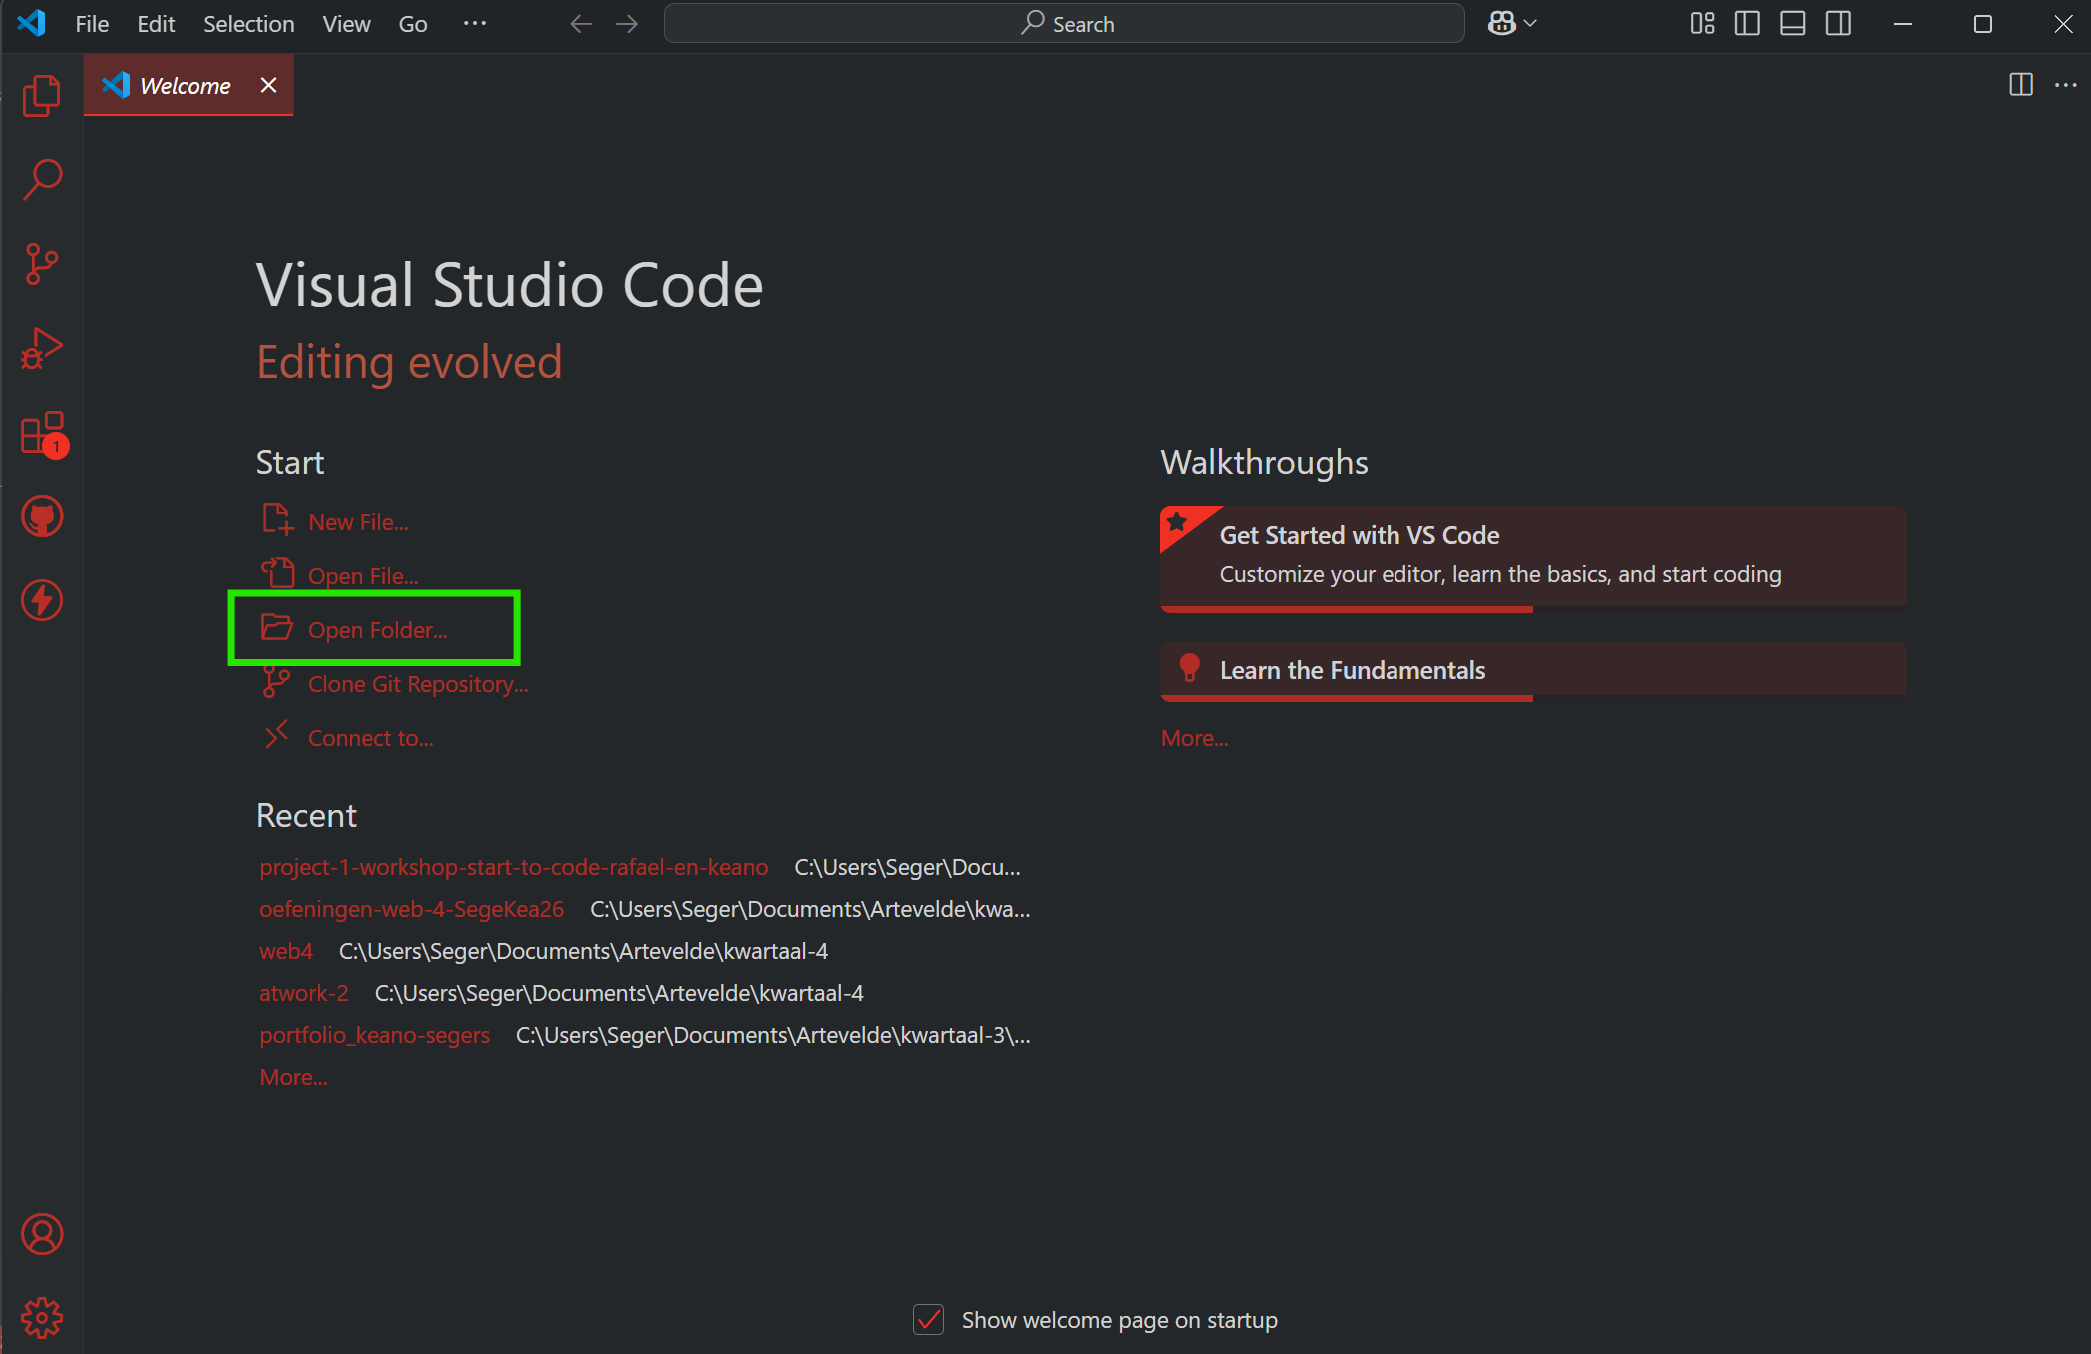 File Edit Selection View Go ··· Search
Welcome
Visual Studio Code
Editing evolved
Start
New File...
Open File...
Open Folder...
Clone Git Repository...
Connect to...
Walkthroughs
Get Started with VS Code
Customize your editor, learn the basics, and start coding
Learn the Fundamentals
More...
1
Recent
project-1-workshop-start-to-code-rafael-en-keano C:\Users\Seger\Docu...
oefeningen-web-4-SegeKea26 C:\Users\Seger\Documents\Artevelde\kwa...
web4 C:\Users\Seger\Documents\Artevelde\kwartaal-4
atwork-2 C:\Users\Seger\Documents\Artevelde\kwartaal-4
portfolio_keano-segers C:\Users\Seger\Documents\Artevelde\kwartaal-3\...
More...
Show welcome page on startup